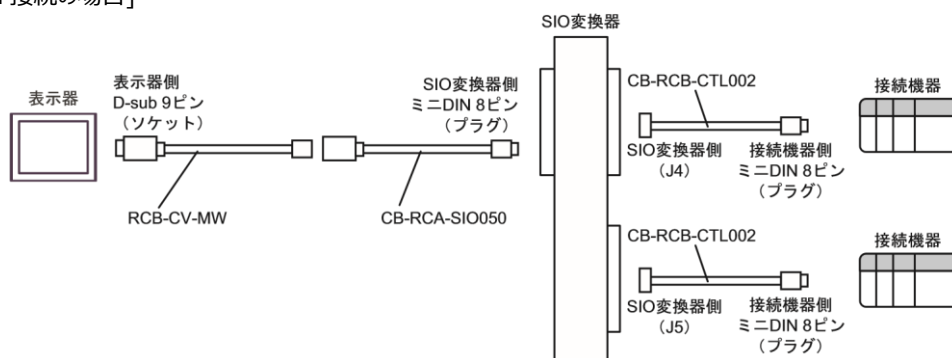 SIO変換器
表示器
表示器側
D-sub 9ピン
（ソケット）
SIO変換器側
ミニDIN 8ピン
（プラグ）
RCB-CV-MW
CB-RCA-SIO050
CB-RCB-CTL002
接続機器
SIO変換器側
（J4）
接続機器側
ミニDIN 8ピン
（プラグ）
CB-RCB-CTL002
接続機器
SIO変換器側
（J5）
接続機器側
ミニDIN 8ピン
（プラグ）